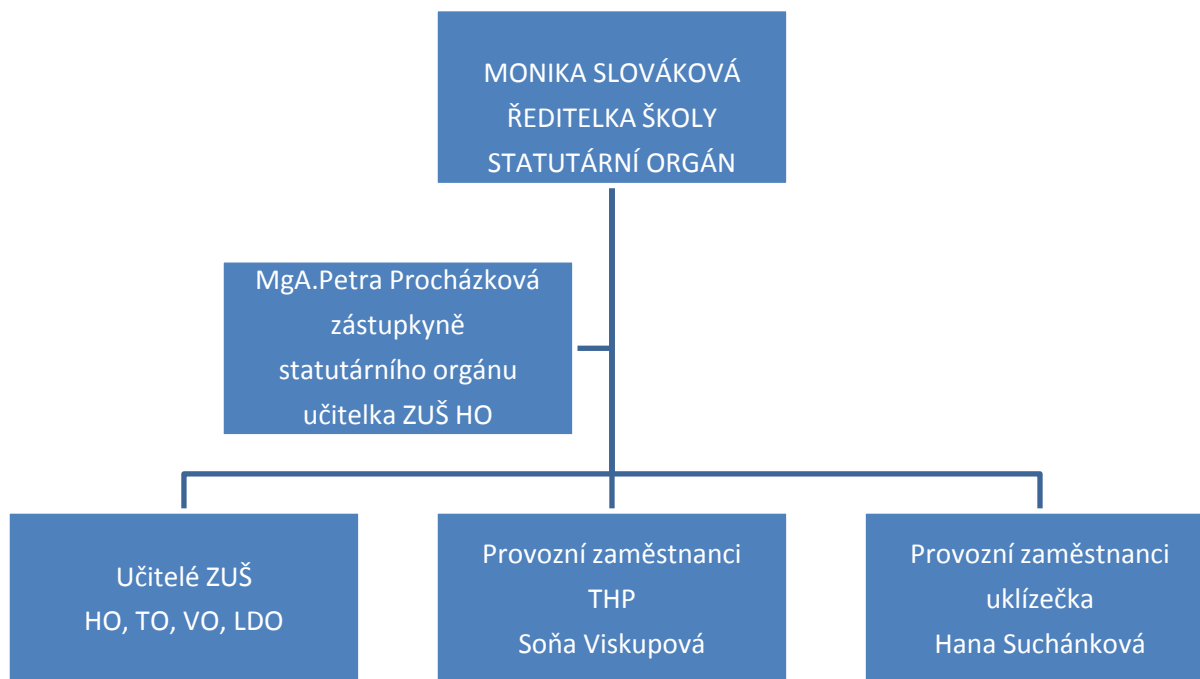 MONIKA SLOVÁKOVÁ
ŘEDITELKA ŠKOLY
STATUTÁRNÍ ORGÁN
MgA.Petra Procházková
zástupkyně
statutárního orgánu
učitelka ZUŠ HO
Učitelé ZUŠ
HO, TO, VO, LDO
Provozní zaměstnanci
THP
Soňa Viskupová
Provozní zaměstnanci
uklízečka
Hana Suchánková